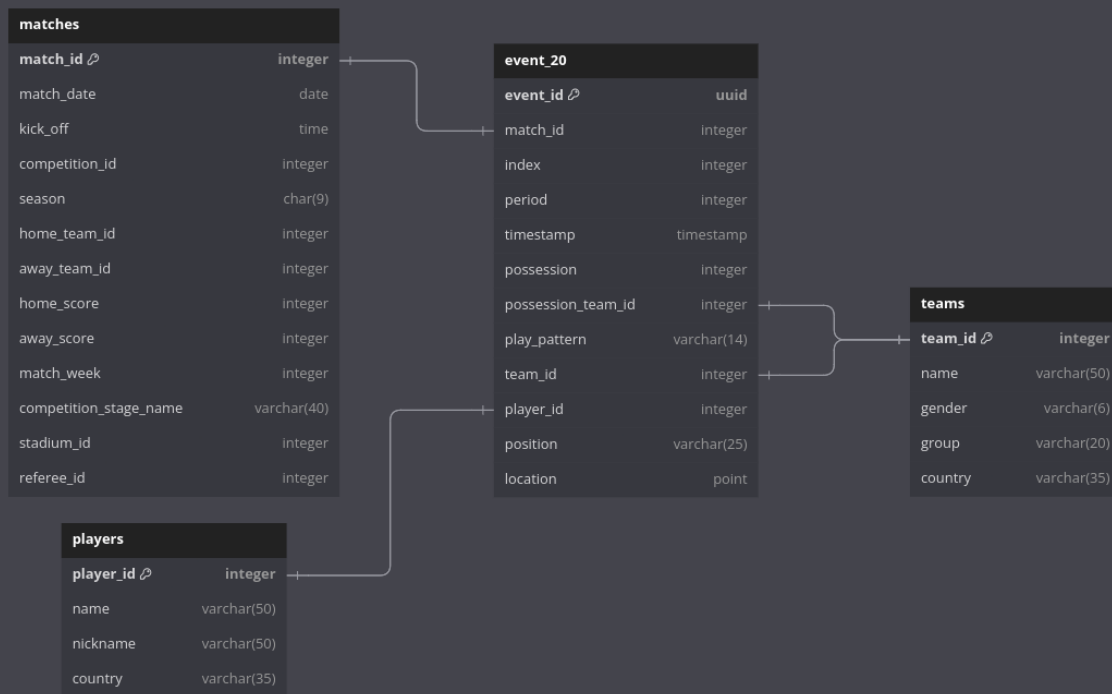 matches
match_id integer
match_date date
kick_off time
competition_id integer
season char(9)
home_team_id integer
away_team_id integer
home_score integer
away_score integer
match_week integer
competition_stage_name varchar(40)
stadium_id integer
referee_id integer
event_20
event_id uuid
match_id integer
index integer
period integer
timestamp timestamp
possession integer
possession_team_id integer
play_pattern varchar(14)
team_id integer
player_id integer
position varchar(25)
location point
teams
team_id integer
name varchar(50)
gender varchar(6)
group varchar(20)
country varchar(35)
players
player_id integer
name varchar(50)
nickname varchar(50)
country varchar(35)